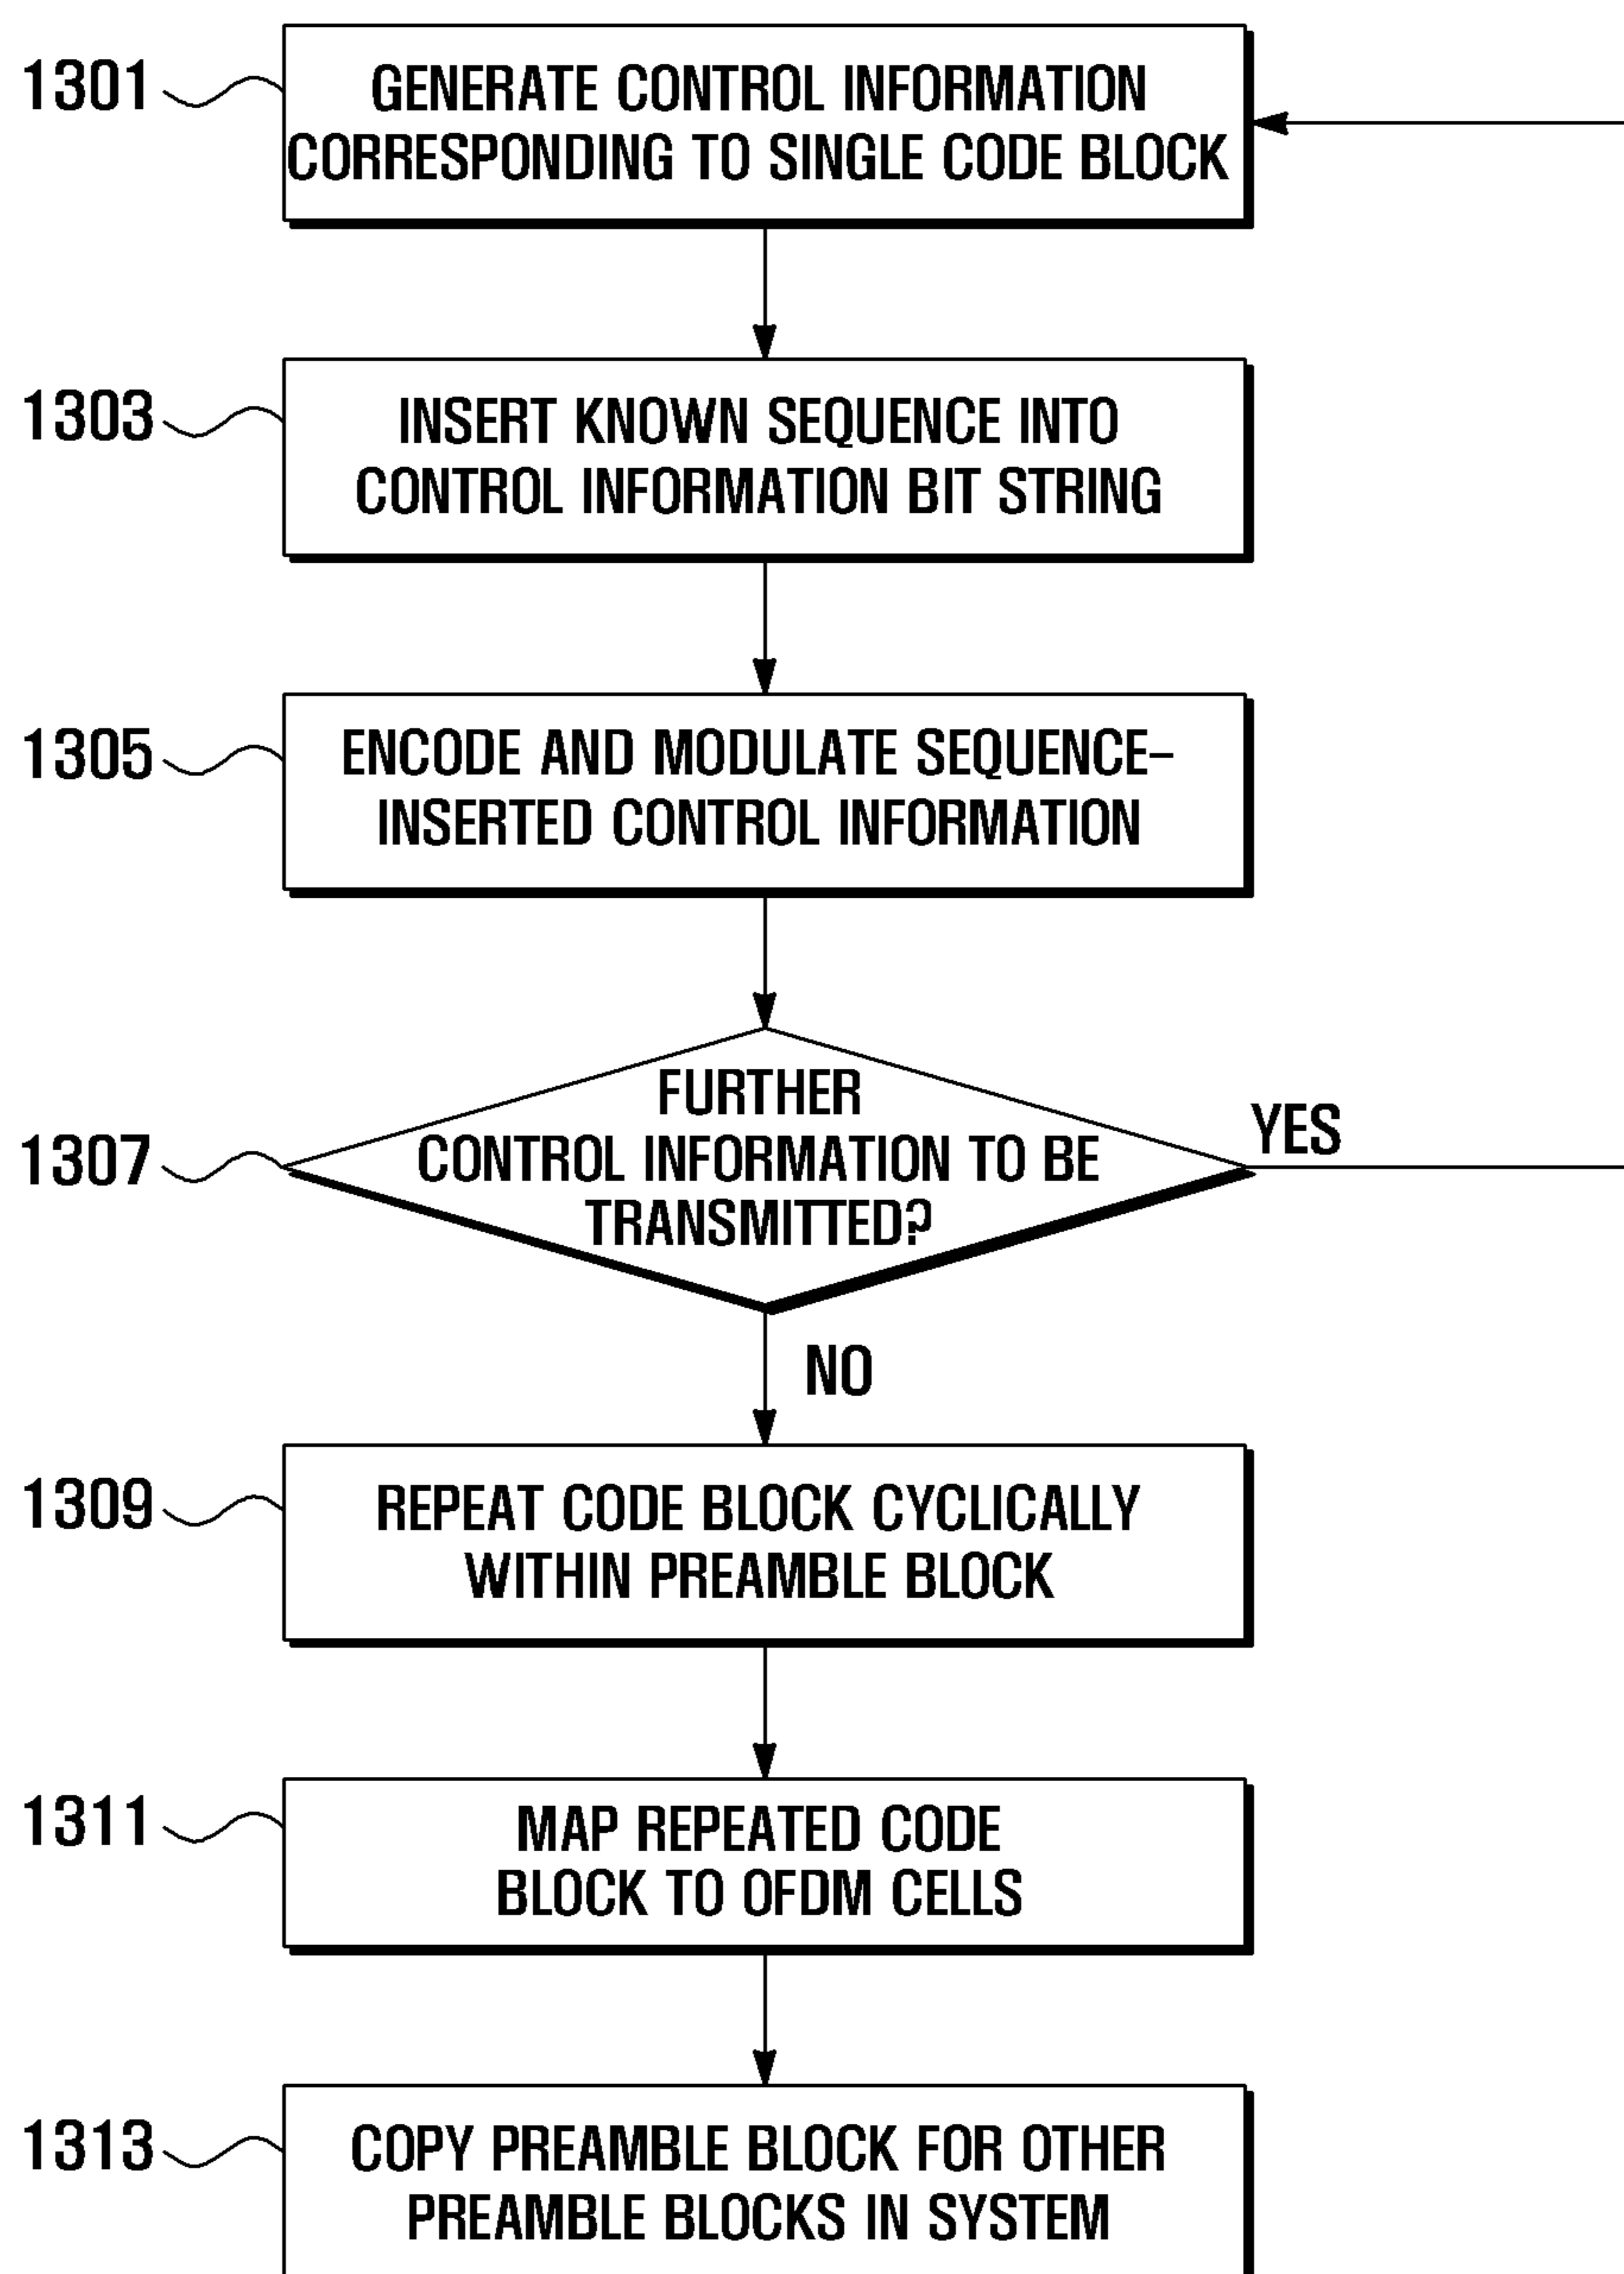 1301
GENERATE CONTROL INFORMATION
CORRESPONDING TO SINGLE CODE BLOCK
1303
INSERT KNOWN SEQUENCE INTO
CONTROL INFORMATION BIT STRING
1305
ENCODE AND MODULATE SEQUENCE–
INSERTED CONTROL INFORMATION
1307
FURTHER
CONTROL INFORMATION TO BE
TRANSMITTED?
YES
NO
1309
REPEAT CODE BLOCK CYCLICALLY
WITHIN PREAMBLE BLOCK
1311
MAP REPEATED CODE
BLOCK TO OFDM CELLS
1313
COPY PREAMBLE BLOCK FOR OTHER
PREAMBLE BLOCKS IN SYSTEM